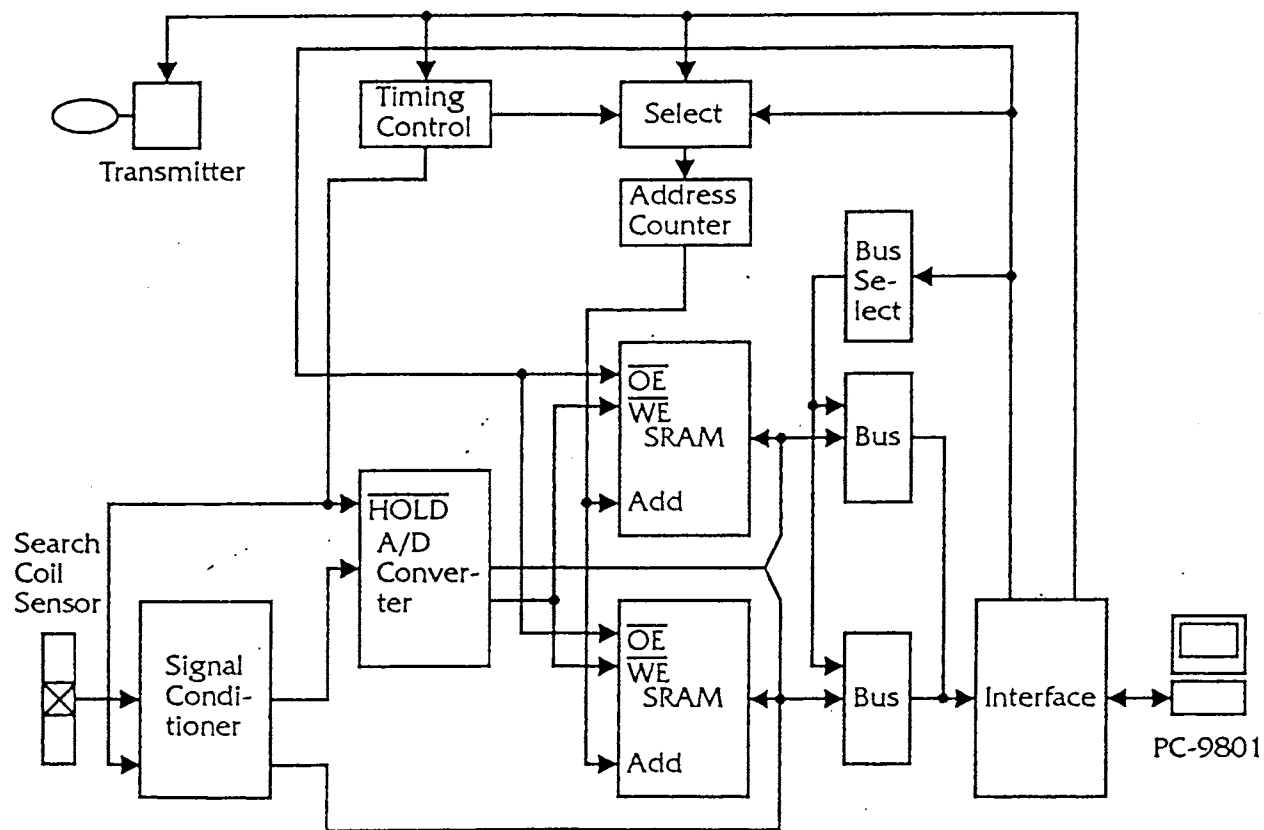 Transmitter
Timing
Control
Select
Address
Counter
Bus
Se-
lect
OE
WE
SRAM
Add
Bus
HOLD
A/D
Conver-
ter
Search
Coil
Sensor
Signal
Condi-
tioner
OE
WE
SRAM
Add
Bus
Interface
PC-9801